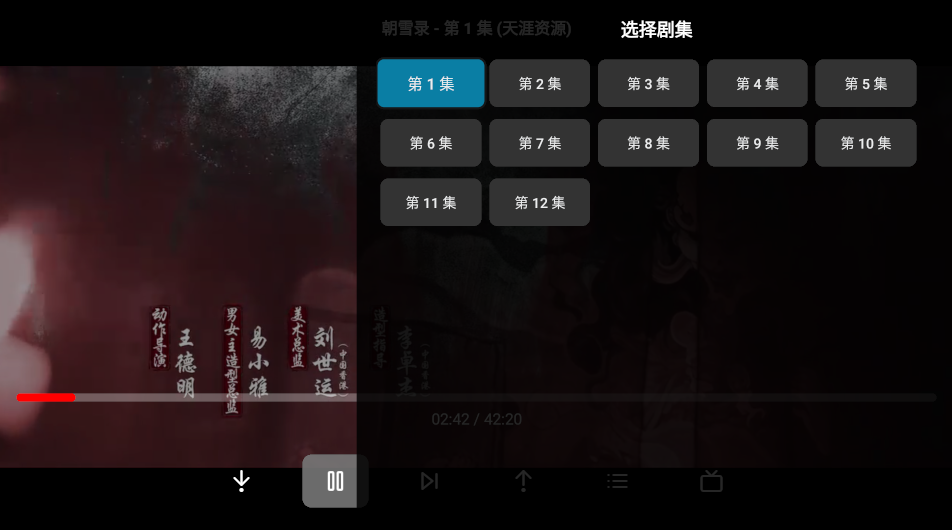 朝雪录 - 第 1 集 (天涯资源)
选择剧集
第 1 集
第 2 集
第 3 集
第 4 集
第 5 集
第 6 集
第 7 集
第 8 集
第 9 集
第 10 集
第 11 集
第 12 集
动作导演
王德明
男女主造型总监
易小雅
美术总监
刘世运
(中国香港)
造型指导
李卓杰
02:42 / 42:20